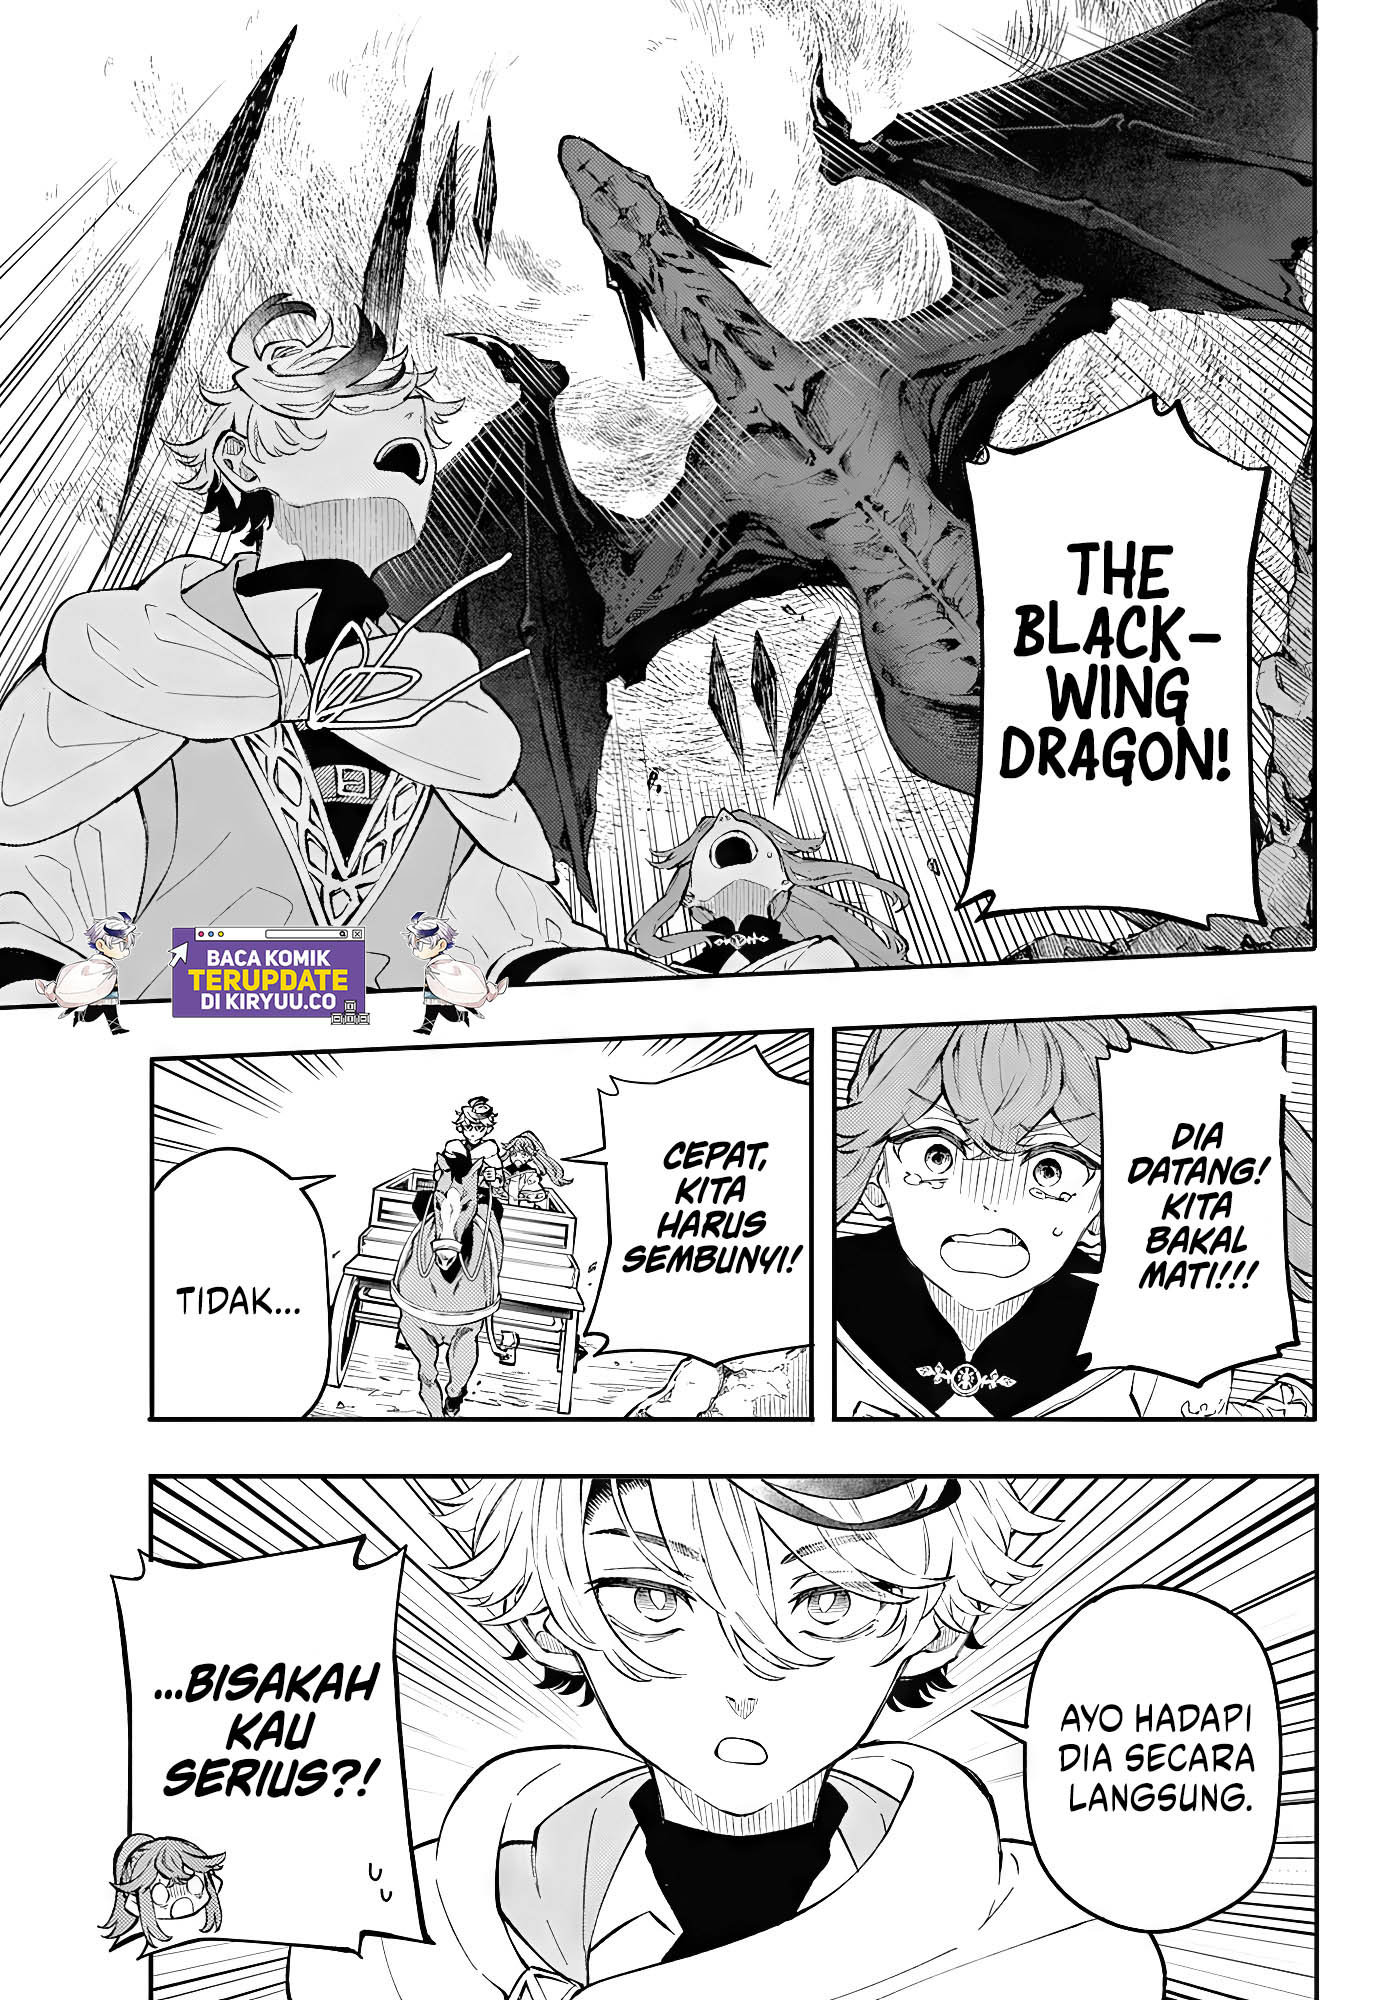 THE
BLACK-
WING
DRAGON!
BACA KOMIK
TERUPDATE
DI KIRYUU.CO
DIA
DATANG!
KITA
BAKAL
MATI!!!
CEPAT,
KITA
HARUS
SEMBUNYI!
TIDAK...
AYO HADAPI
DIA SECARA
LANGSUNG.
...BISAKAH
KAU
SERIUS?!